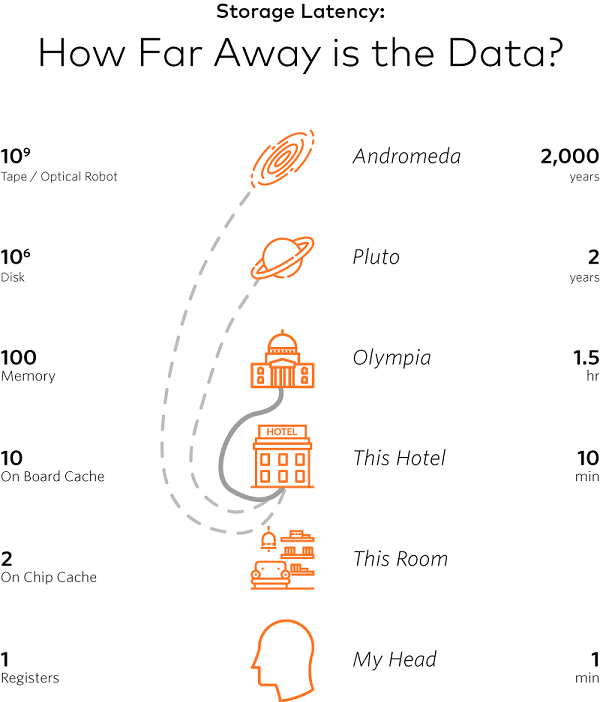 Storage Latency:
How Far Away is the Data?
10⁹ Andromeda 2,000
Tape / Optical Robot years
10⁶ Pluto 2
Disk years
100 Olympia 1.5
Memory hr
HOTEL
10 This Hotel 10
On Board Cache min
2 This Room
On Chip Cache
1 My Head 1
Registers min